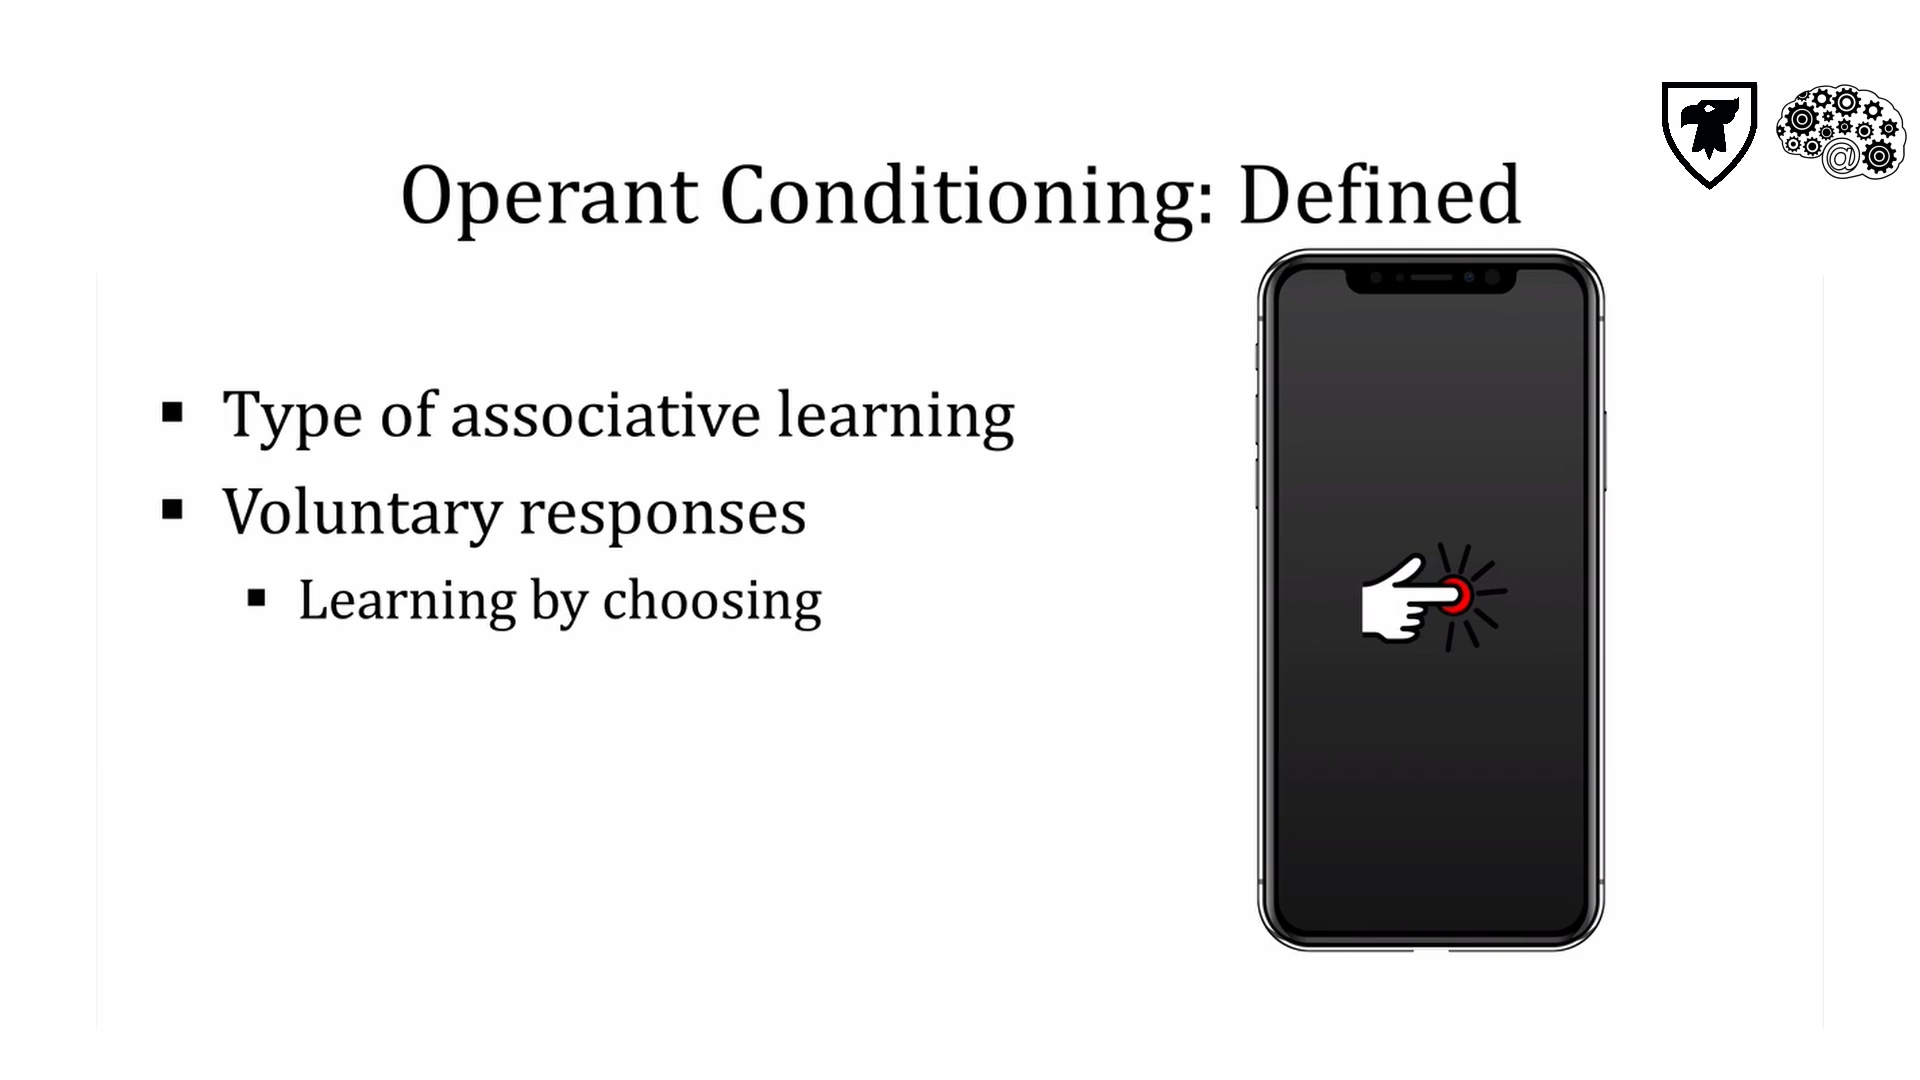 Operant Conditioning: Defined
▪ Type of associative learning
▪ Voluntary responses
▪ Learning by choosing
@